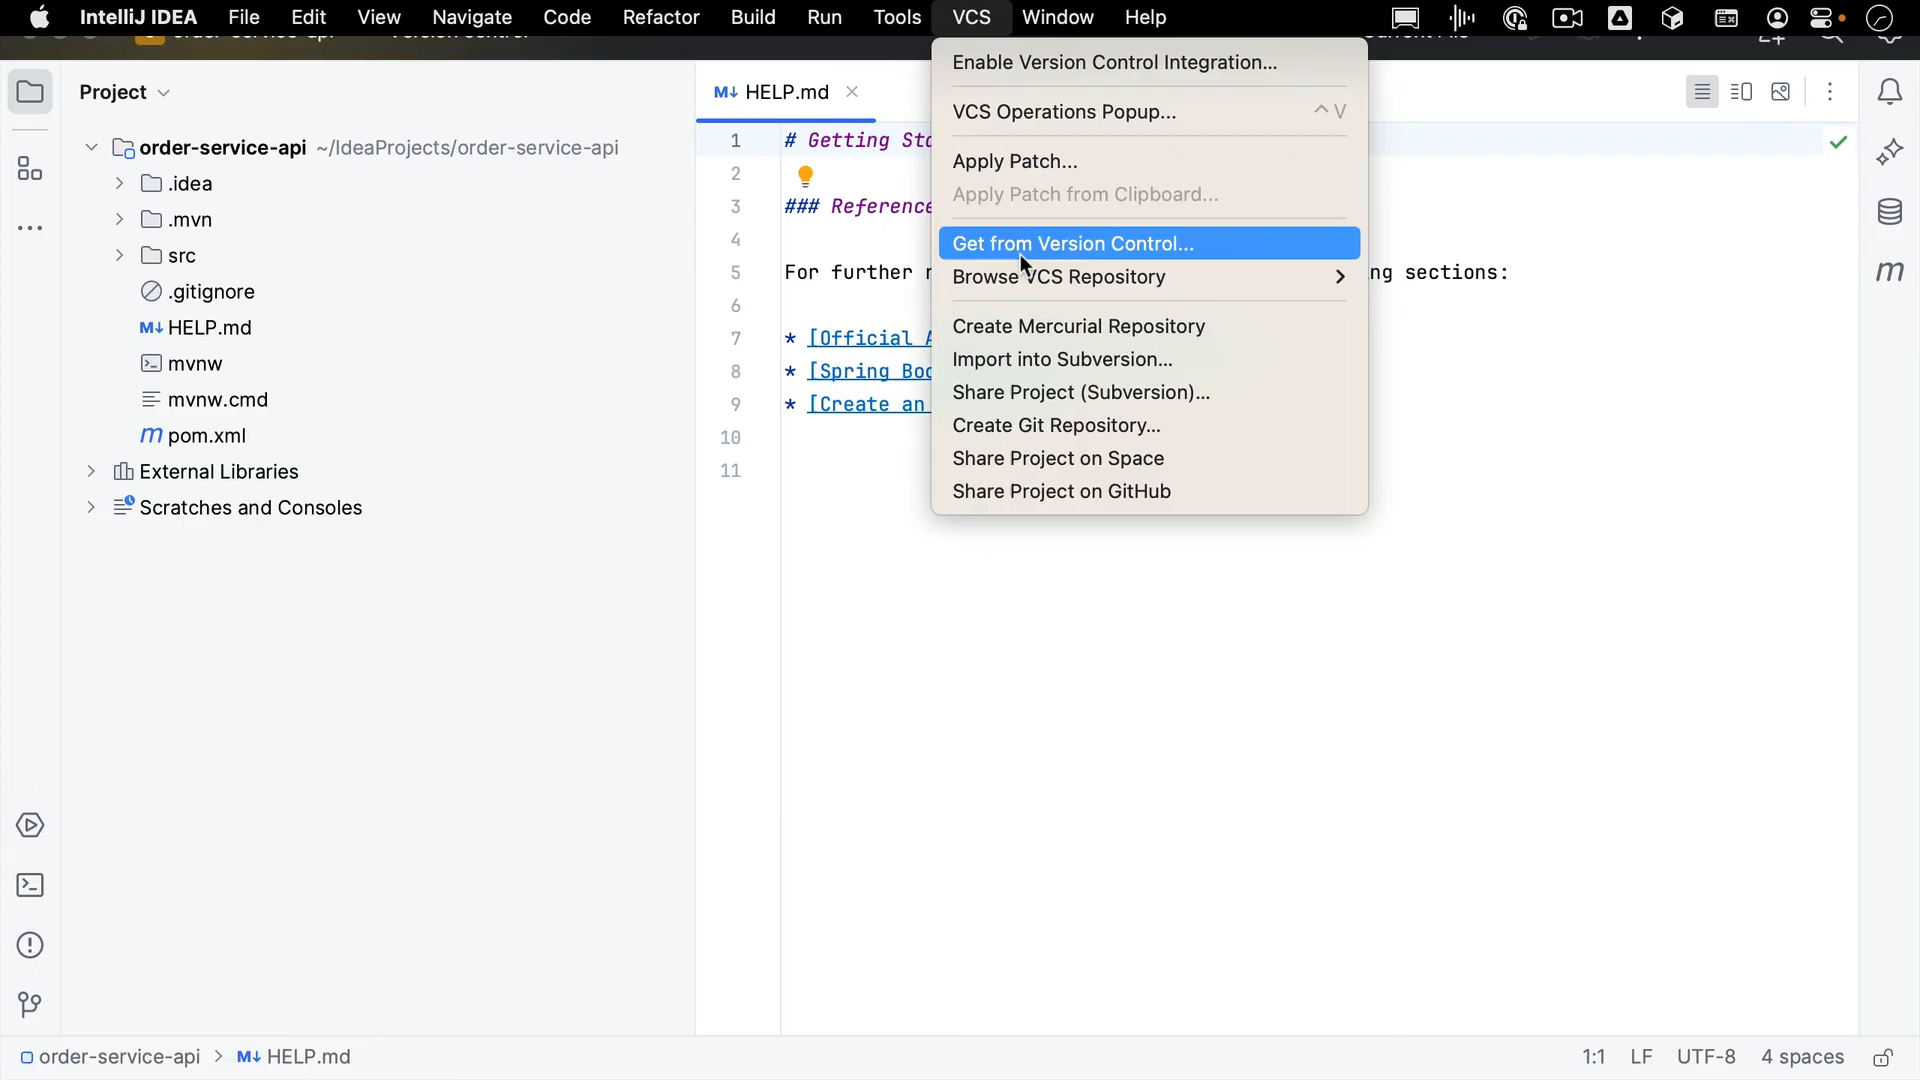 IntelliJ IDEA File Edit View Navigate Code Refactor Build Run Tools VCS Window Help
Project
order-service-api ~/IdeaProjects/order-service-api
.idea
.mvn
src
.gitignore
M↓ HELP.md
mvnw
mvnw.cmd
m pom.xml
External Libraries
Scratches and Consoles
M↓ HELP.md
1 # Getting Sta
2
3 ### Reference
4
5 For further ng sections:
6
7 * [Official
8 * [Spring Boo
9 * [Create an
10
11
Enable Version Control Integration...
VCS Operations Popup... ^ V
Apply Patch...
Apply Patch from Clipboard...
Get from Version Control...
Browse VCS Repository
Create Mercurial Repository
Import into Subversion...
Share Project (Subversion)...
Create Git Repository...
Share Project on Space
Share Project on GitHub
m
order-service-api > M↓ HELP.md
1:1 LF UTF-8 4 spaces